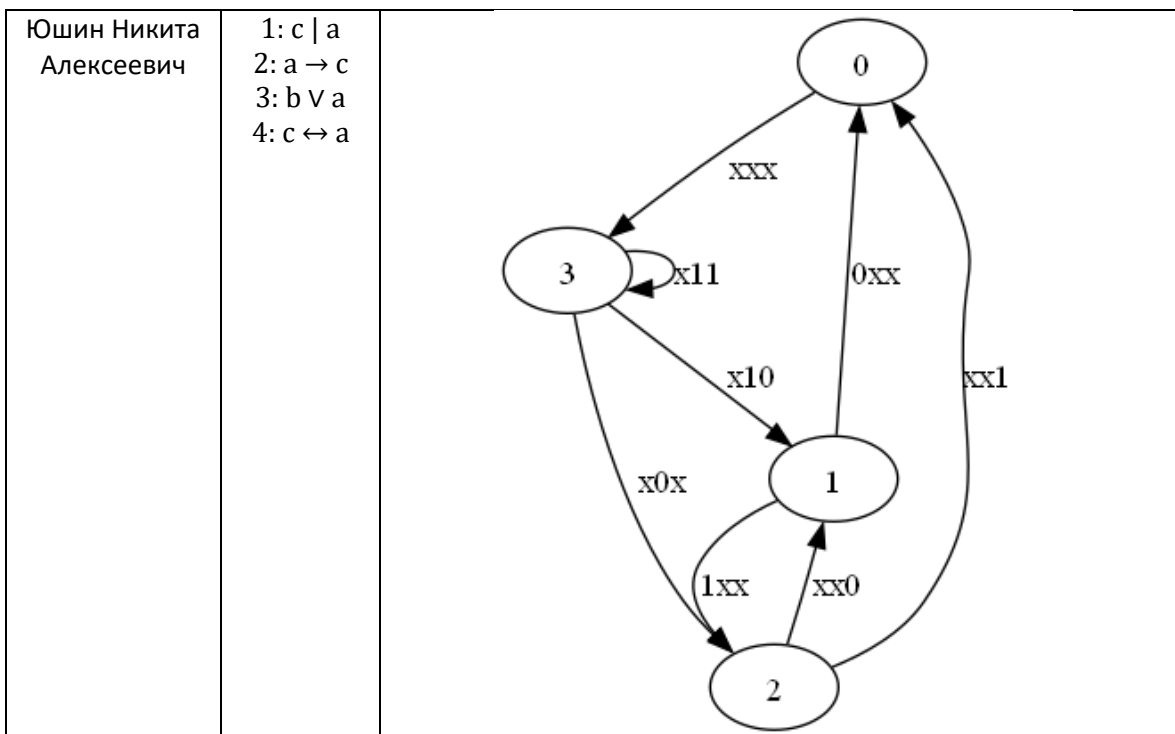 Юшин Никита
Алексеевич
1: c | a
2: a → c
3: b ∨ a
4: c ↔ a
0
xxx
3
x11
0xx
x10
xx1
x0x
1
1xx
xx0
2